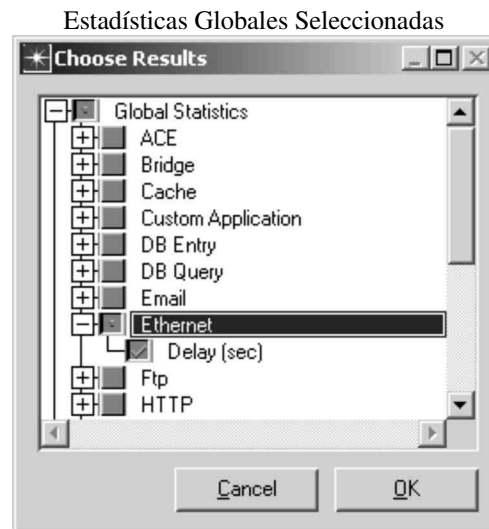 Estadísticas Globales Seleccionadas
Choose Results
Global Statistics
ACE
Bridge
Cache
Custom Application
DB Entry
DB Query
Email
Ethernet
Delay (sec)
Ftp
HTTP
Cancel
OK